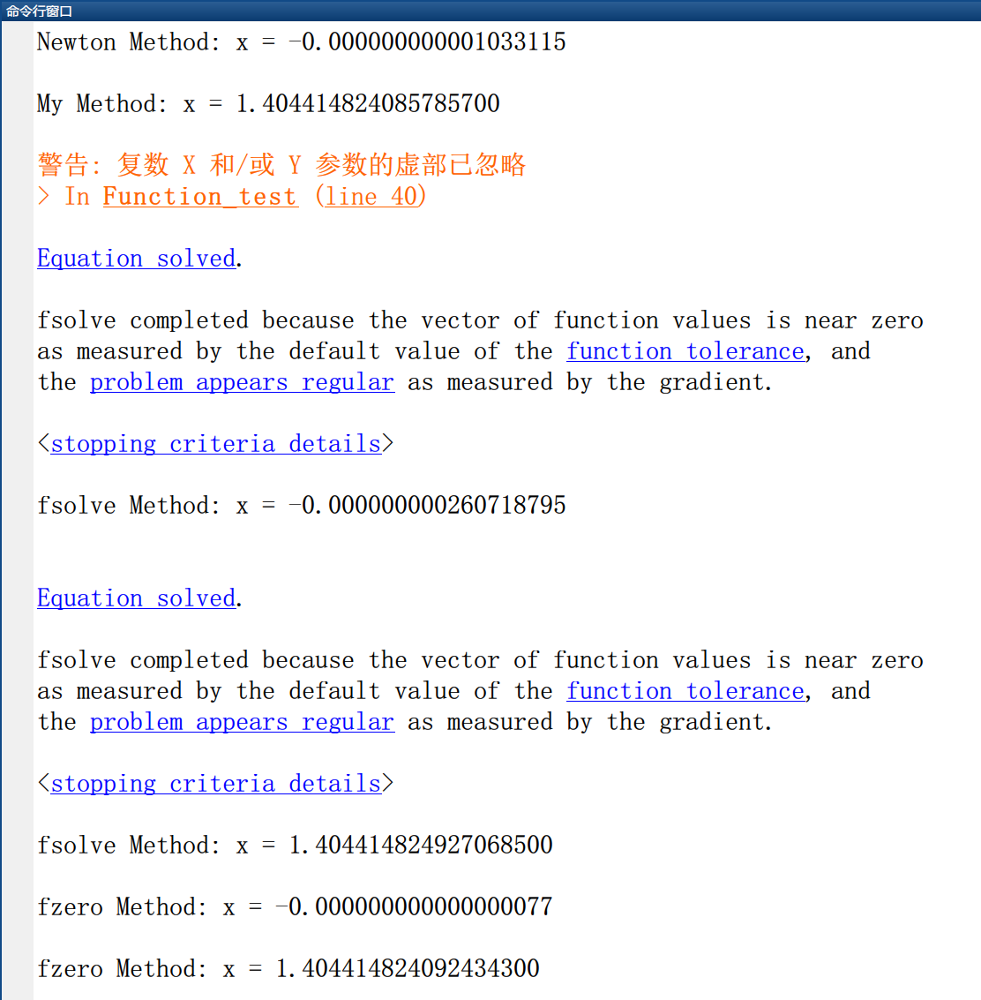 命令行窗口
Newton Method: x = -0.000000000001033115
My Method: x = 1.404414824085785700
警告: 复数 X 和/或 Y 参数的虚部已忽略
> In Function_test (line 40)
Equation solved.
fsolve completed because the vector of function values is near zero
as measured by the default value of the function tolerance, and
the problem appears regular as measured by the gradient.
<stopping criteria details>
fsolve Method: x = -0.000000000260718795
Equation solved.
fsolve completed because the vector of function values is near zero
as measured by the default value of the function tolerance, and
the problem appears regular as measured by the gradient.
<stopping criteria details>
fsolve Method: x = 1.404414824927068500
fzero Method: x = -0.000000000000000077
fzero Method: x = 1.404414824092434300